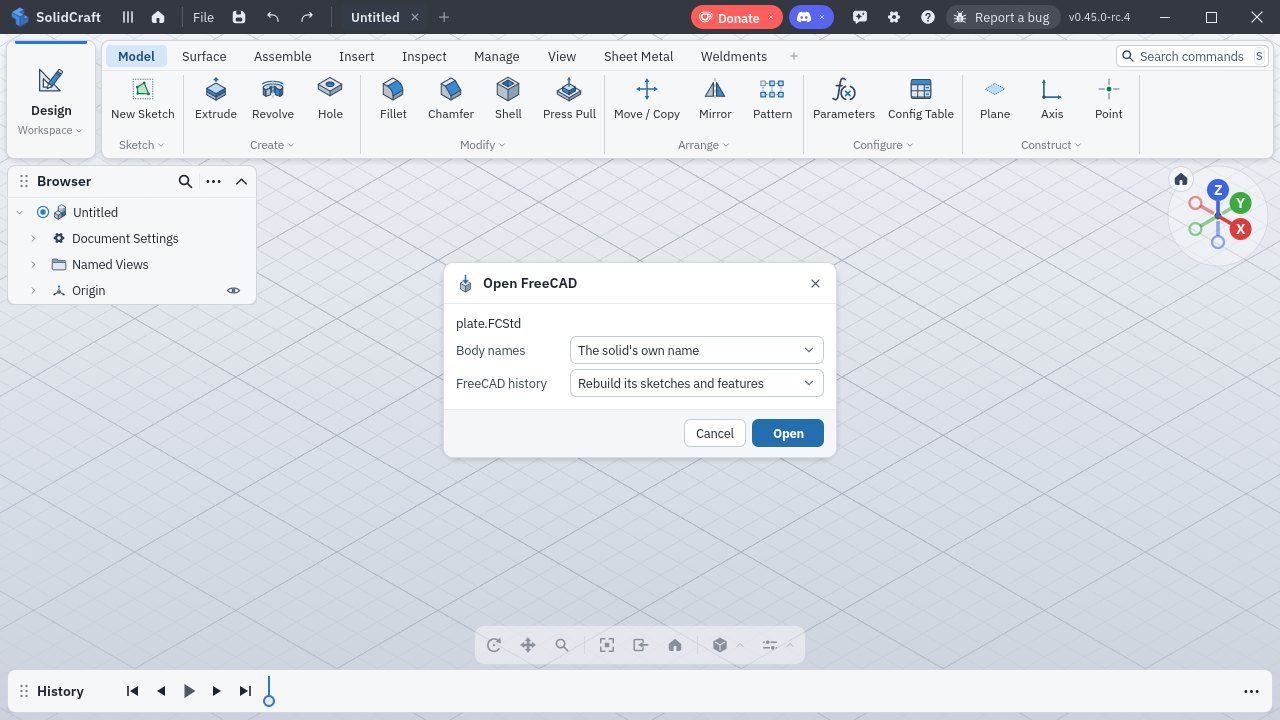 SolidCraft
File
Untitled
Donate
Report a bug
v0.45.0-rc.4
Design
Workspace
Model
Surface
Assemble
Insert
Inspect
Manage
View
Sheet Metal
Weldments
Search commands
S
New Sketch
Extrude
Revolve
Hole
Fillet
Chamfer
Shell
Press Pull
Move / Copy
Mirror
Pattern
Parameters
Config Table
Plane
Axis
Point
Sketch
Create
Modify
Arrange
Configure
Construct
Browser
Untitled
Document Settings
Named Views
Origin
Z
Y
X
Open FreeCAD
plate.FCStd
Body names
The solid's own name
FreeCAD history
Rebuild its sketches and features
Cancel
Open
History